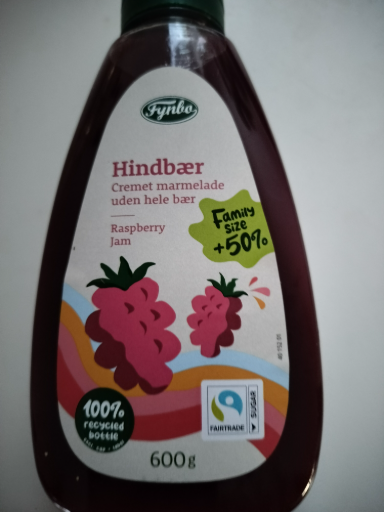 Fynbo
Hindbær
Cremet marmelade
uden hele bær
Raspberry
Jam
Family
size
+50%
100%
recycled
bottle
FAIRTRADE
SUGAR
600g